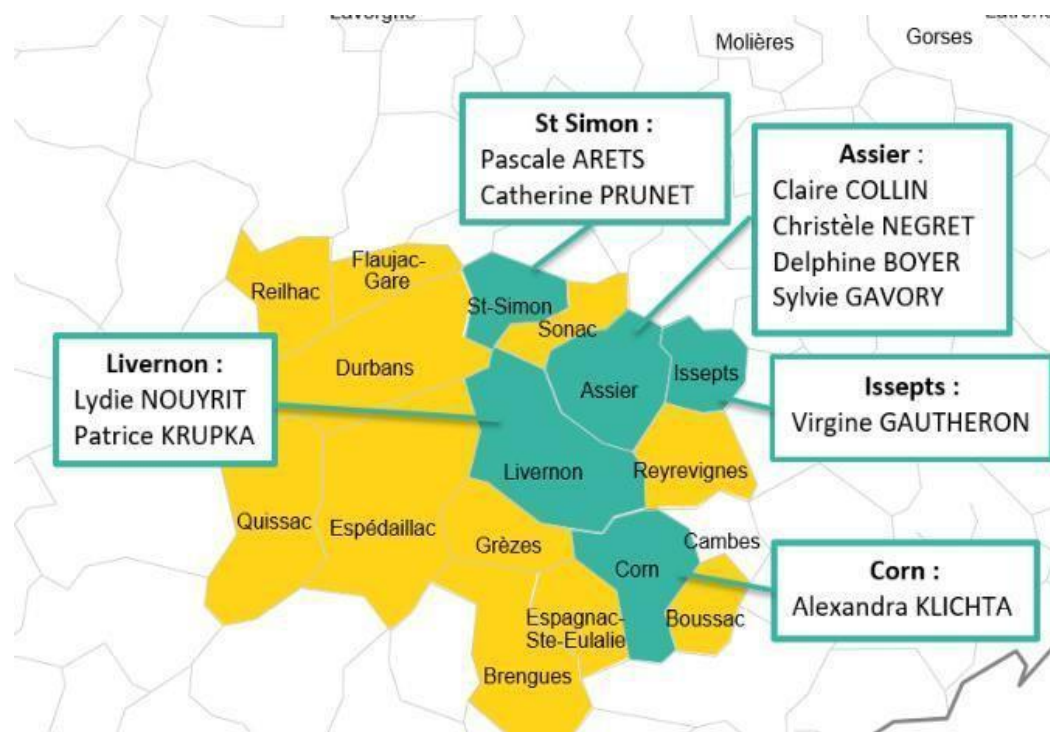 Molières
Gorses
St Simon :
Pascale ARETS
Catherine PRUNET
Assier :
Claire COLLIN
Christèle NEGRET
Delphine BOYER
Sylvie GAVORY
Flaujac-
Gare
Reilhac
St-Simon
Sonac
Durbans
Assier
Issepts
Livernon :
Lydie NOUYRIT
Patrice KRUPKA
Issepts :
Virgine GAUTHERON
Livernon
Reyrevignes
Quissac
Espédaillac
Grèzes
Cambes
Corn
Corn :
Alexandra KLICHTA
Espagnac-
Ste-Eulalie
Boussac
Brengues